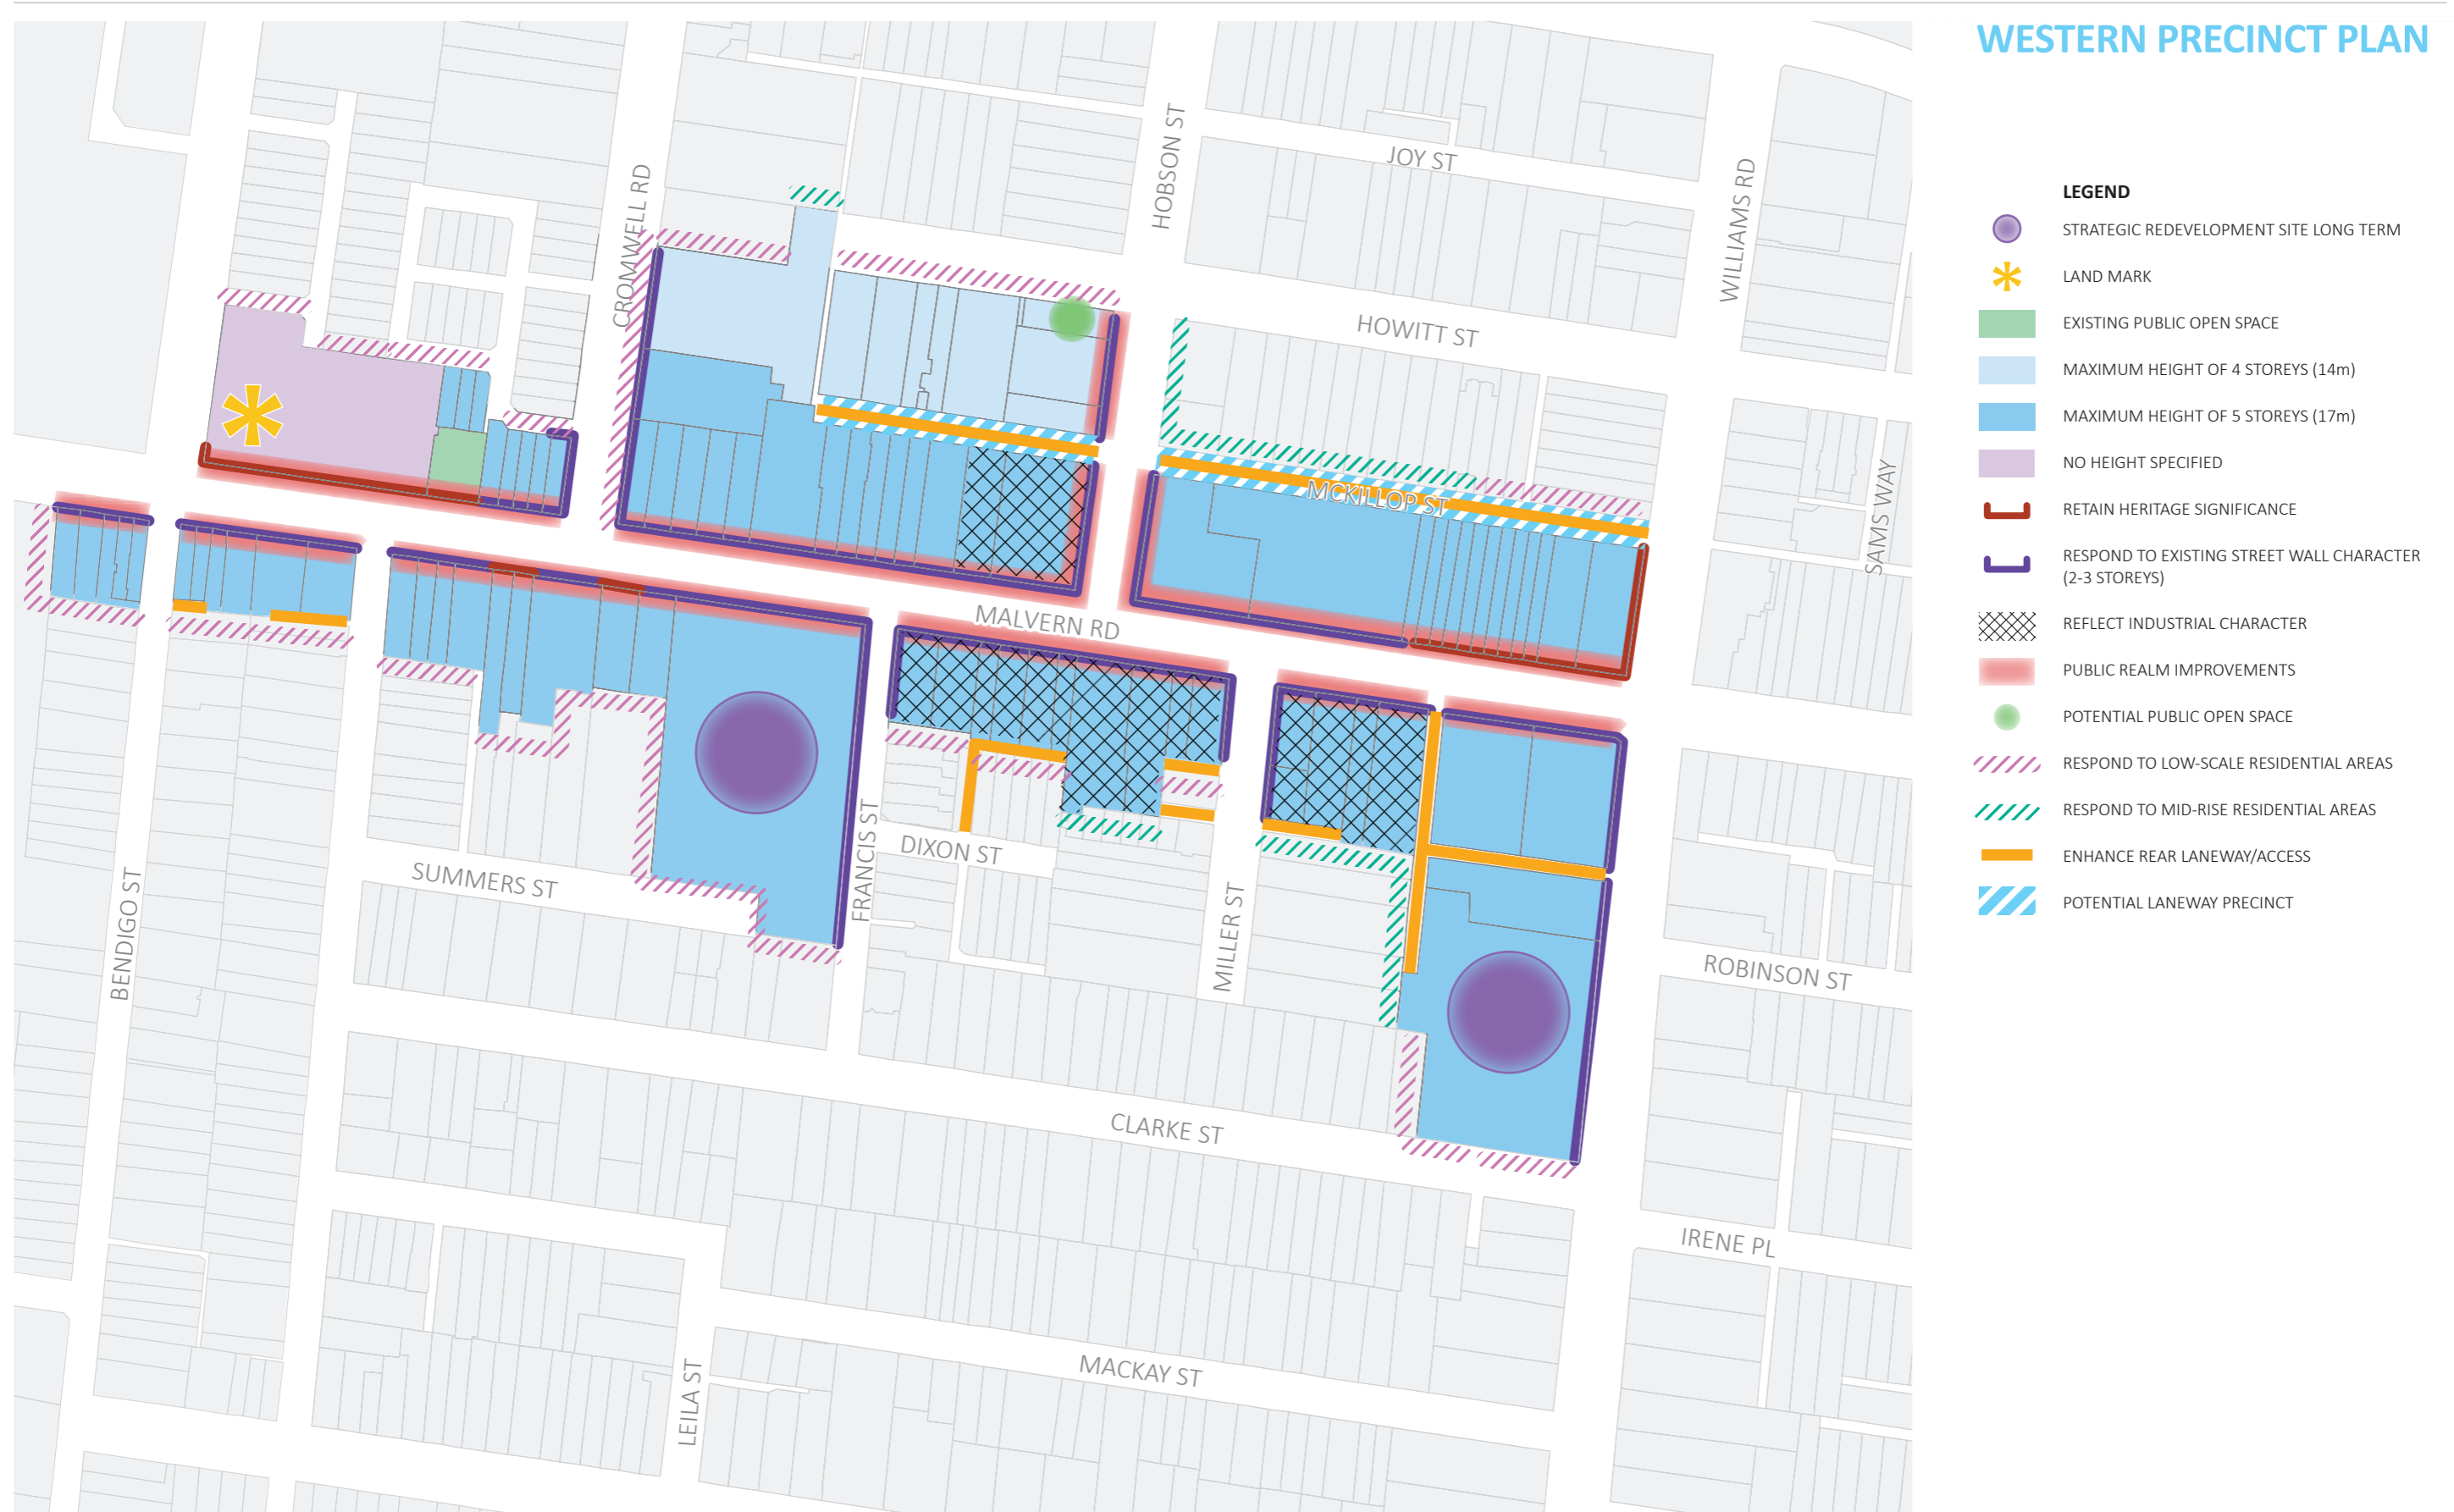 WESTERN PRECINCT PLAN
LEGEND
STRATEGIC REDEVELOPMENT SITE LONG TERM
LAND MARK
EXISTING PUBLIC OPEN SPACE
MAXIMUM HEIGHT OF 4 STOREYS (14m)
MAXIMUM HEIGHT OF 5 STOREYS (17m)
NO HEIGHT SPECIFIED
RETAIN HERITAGE SIGNIFICANCE
RESPOND TO EXISTING STREET WALL CHARACTER
(2-3 STOREYS)
REFLECT INDUSTRIAL CHARACTER
PUBLIC REALM IMPROVEMENTS
POTENTIAL PUBLIC OPEN SPACE
RESPOND TO LOW-SCALE RESIDENTIAL AREAS
RESPOND TO MID-RISE RESIDENTIAL AREAS
ENHANCE REAR LANEWAY/ACCESS
POTENTIAL LANEWAY PRECINCT
CROMWELL RD
HOBSON ST
JOY ST
WILLIAMS RD
HOWITT ST
MCKILLOP ST
SAMS WAY
MALVERN RD
FRANCIS ST
DIXON ST
SUMMERS ST
BENDIGO ST
MILLER ST
ROBINSON ST
CLARKE ST
IRENE PL
MACKAY ST
LEILA ST